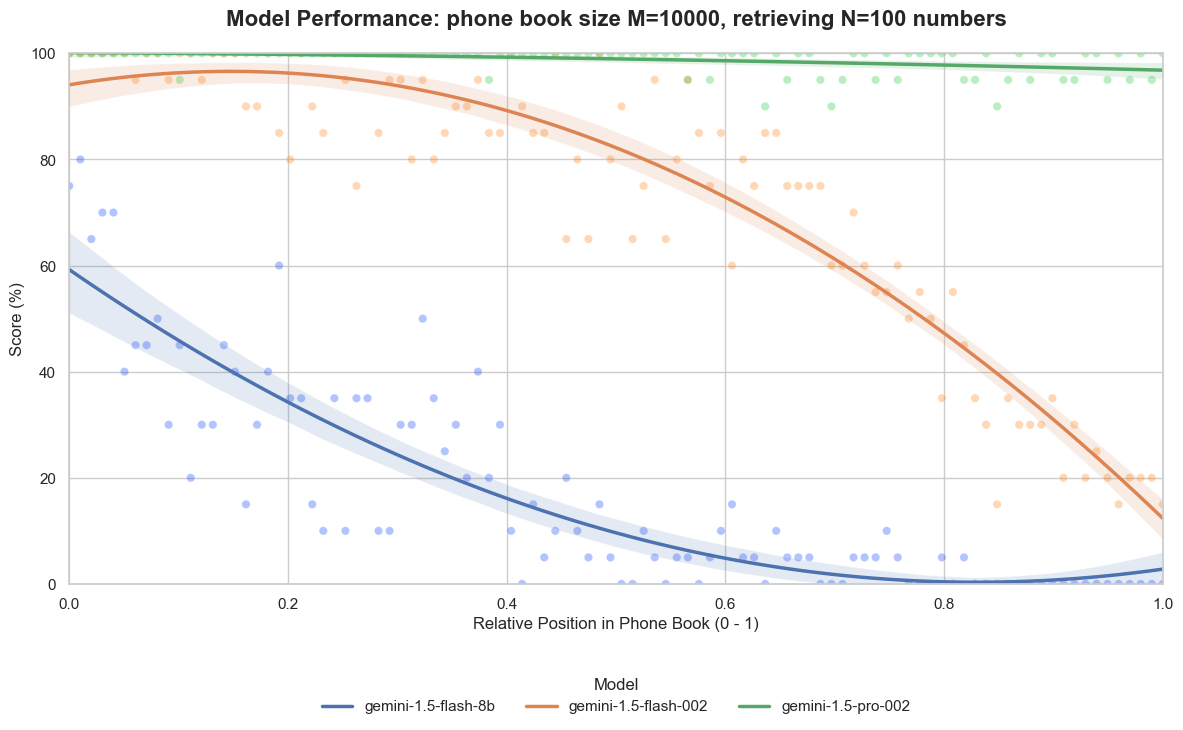 Model Performance: phone book size M=10000, retrieving N=100 numbers
Score (%)
100
80
60
40
20
0
0.0 0.2 0.4 0.6 0.8 1.0
Relative Position in Phone Book (0 - 1)
Model
gemini-1.5-flash-8b gemini-1.5-flash-002 gemini-1.5-pro-002